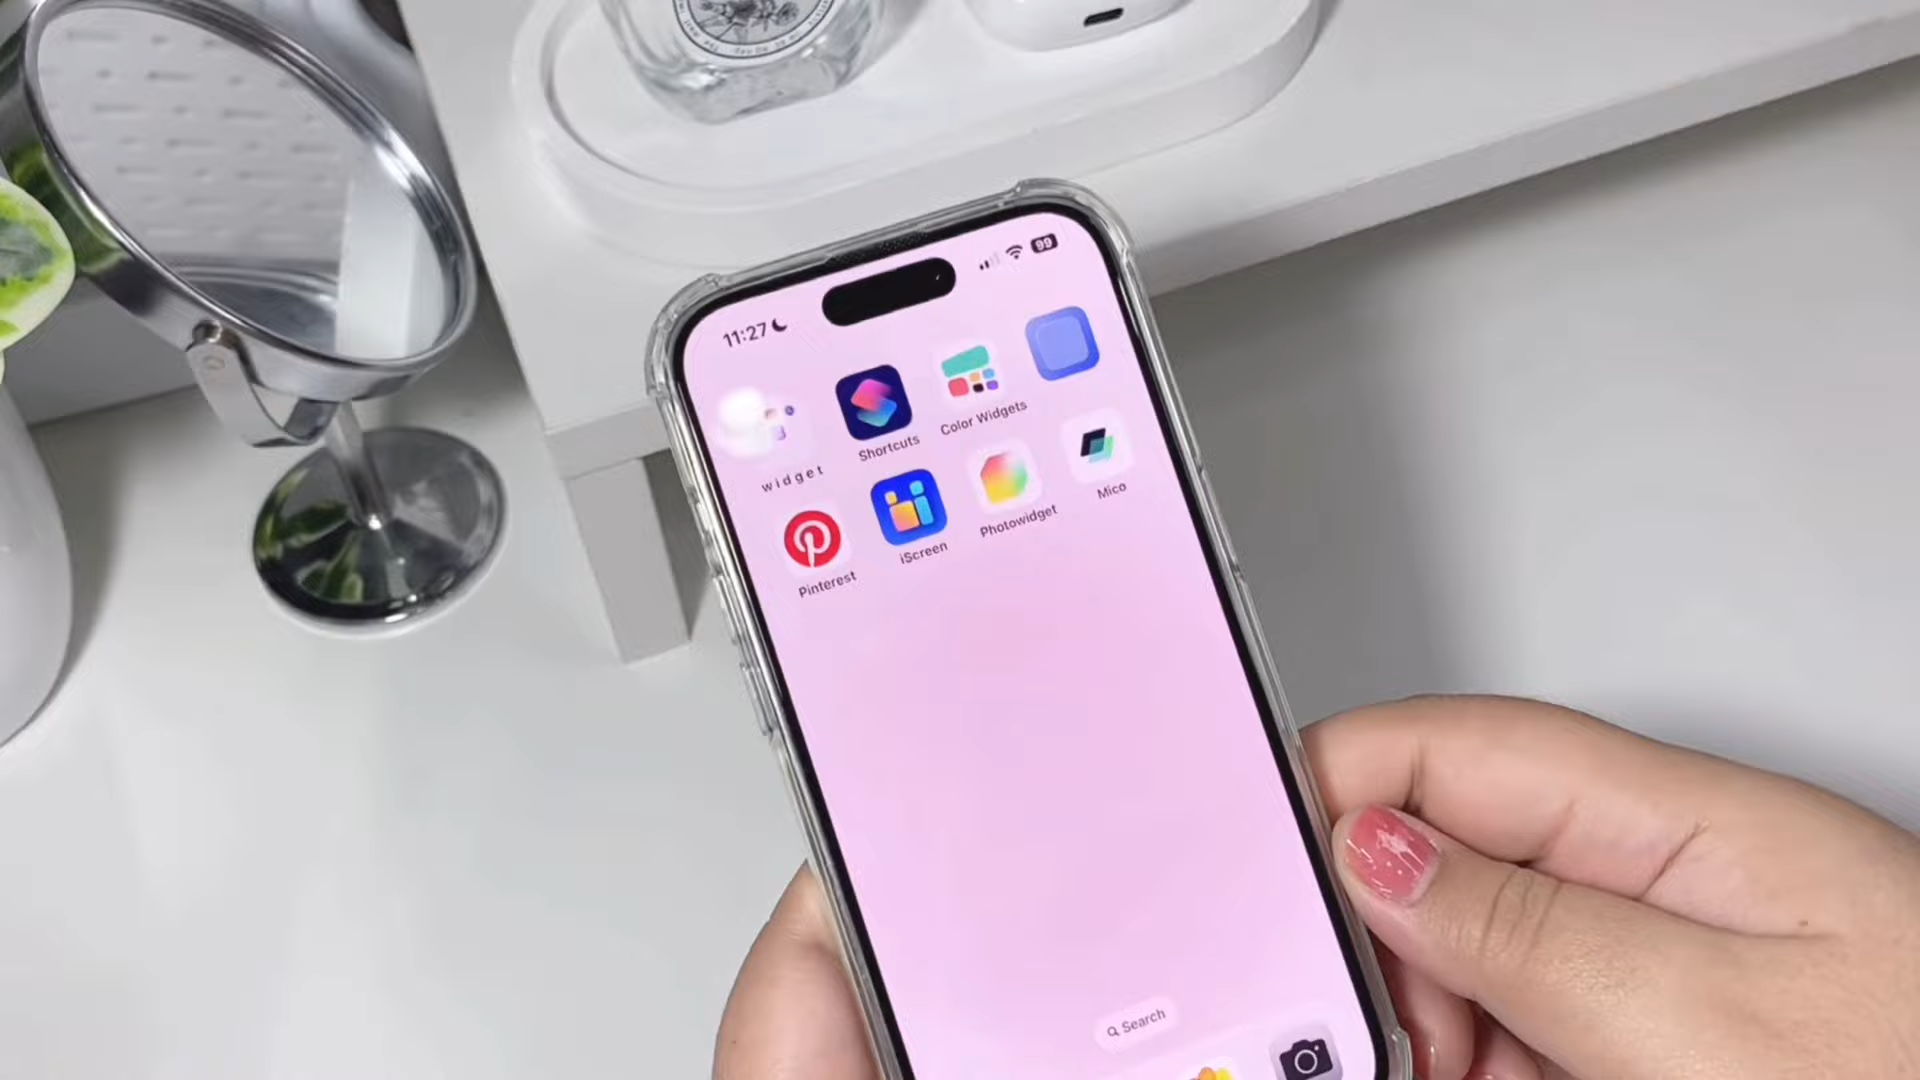 11:27
99
widget
Shortcuts
Color Widgets
Pinterest
iScreen
Photowidget
Mico
Search